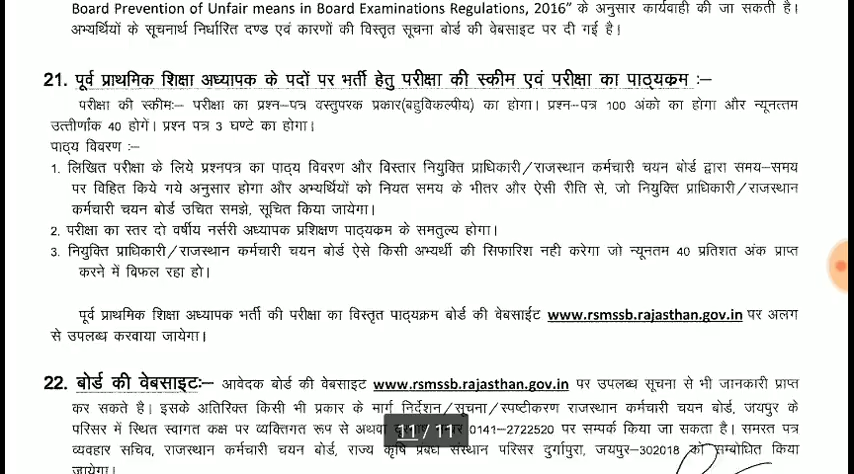 Board Prevention of Unfair means in Board Examinations Regulations, 2016” के अनुसार कार्यवाही की जा सकती है।
अभ्यर्थियों के सूचनार्थ निर्धारित दण्ड एवं कारणों की विस्तृत सूचना बोर्ड की वेबसाइट पर दी गई है।
21. पूर्व प्राथमिक शिक्षा अध्यापक के पदों पर भर्ती हेतु परीक्षा की स्कीम एवं परीक्षा का पाठ्यक्रम :–
परीक्षा की स्कीमः– परीक्षा का प्रश्न–पत्र वस्तुपरक प्रकार(बहुविकल्पीय) का होगा। प्रश्न–पत्र 100 अंको का होगा और न्यूनत्तम
उत्तीर्णांक 40 होगें। प्रश्न पत्र 3 घण्टे का होगा।
पाठ्य विवरण :–
1. लिखित परीक्षा के लिये प्रश्नपत्र का पाठ्य विवरण और विस्तार नियुक्ति प्राधिकारी/राजस्थान कर्मचारी चयन बोर्ड द्वारा समय–समय
पर विहित किये गये अनुसार होगा और अभ्यर्थियों को नियत समय के भीतर और ऐसी रीति से, जो नियुक्ति प्राधिकारी/राजस्थान
कर्मचारी चयन बोर्ड उचित समझे, सूचित किया जायेगा।
2. परीक्षा का स्तर दो वर्षीय नर्सरी अध्यापक प्रशिक्षण पाठ्यक्रम के समतुल्य होगा।
3. नियुक्ति प्राधिकारी/राजस्थान कर्मचारी चयन बोर्ड ऐसे किसी अभ्यर्थी की सिफारिश नही करेगा जो न्यूनतम 40 प्रतिशत अंक प्राप्त
करने में विफल रहा हो।
पूर्व प्राथमिक शिक्षा अध्यापक भर्ती की परीक्षा का विस्तृत पाठ्यक्रम बोर्ड की वेबसाईट www.rsmssb.rajasthan.gov.in पर अलग
से उपलब्ध करवाया जायेगा।
22. बोर्ड की वेबसाइटः– आवेदक बोर्ड की वेबसाइट www.rsmssb.rajasthan.gov.in पर उपलब्ध सूचना से भी जानकारी प्राप्त
कर सकते है। इसके अतिरिक्त किसी भी प्रकार के मार्ग निर्देशन/सूचना/स्पष्टीकरण राजस्थान कर्मचारी चयन बोर्ड, जयपुर के
परिसर में स्थित स्वागत कक्ष पर व्यक्तिगत रूप से अथवा 0141–2722520 पर सम्पर्क किया जा सकता है। समस्त पत्र
11 / 11
व्यवहार सचिव, राजस्थान कर्मचारी चयन बोर्ड, राज्य कृषि प्रबंध संस्थान परिसर दुर्गापुरा, जयपुर–302018 को सम्बोधित किया
जायेगा।